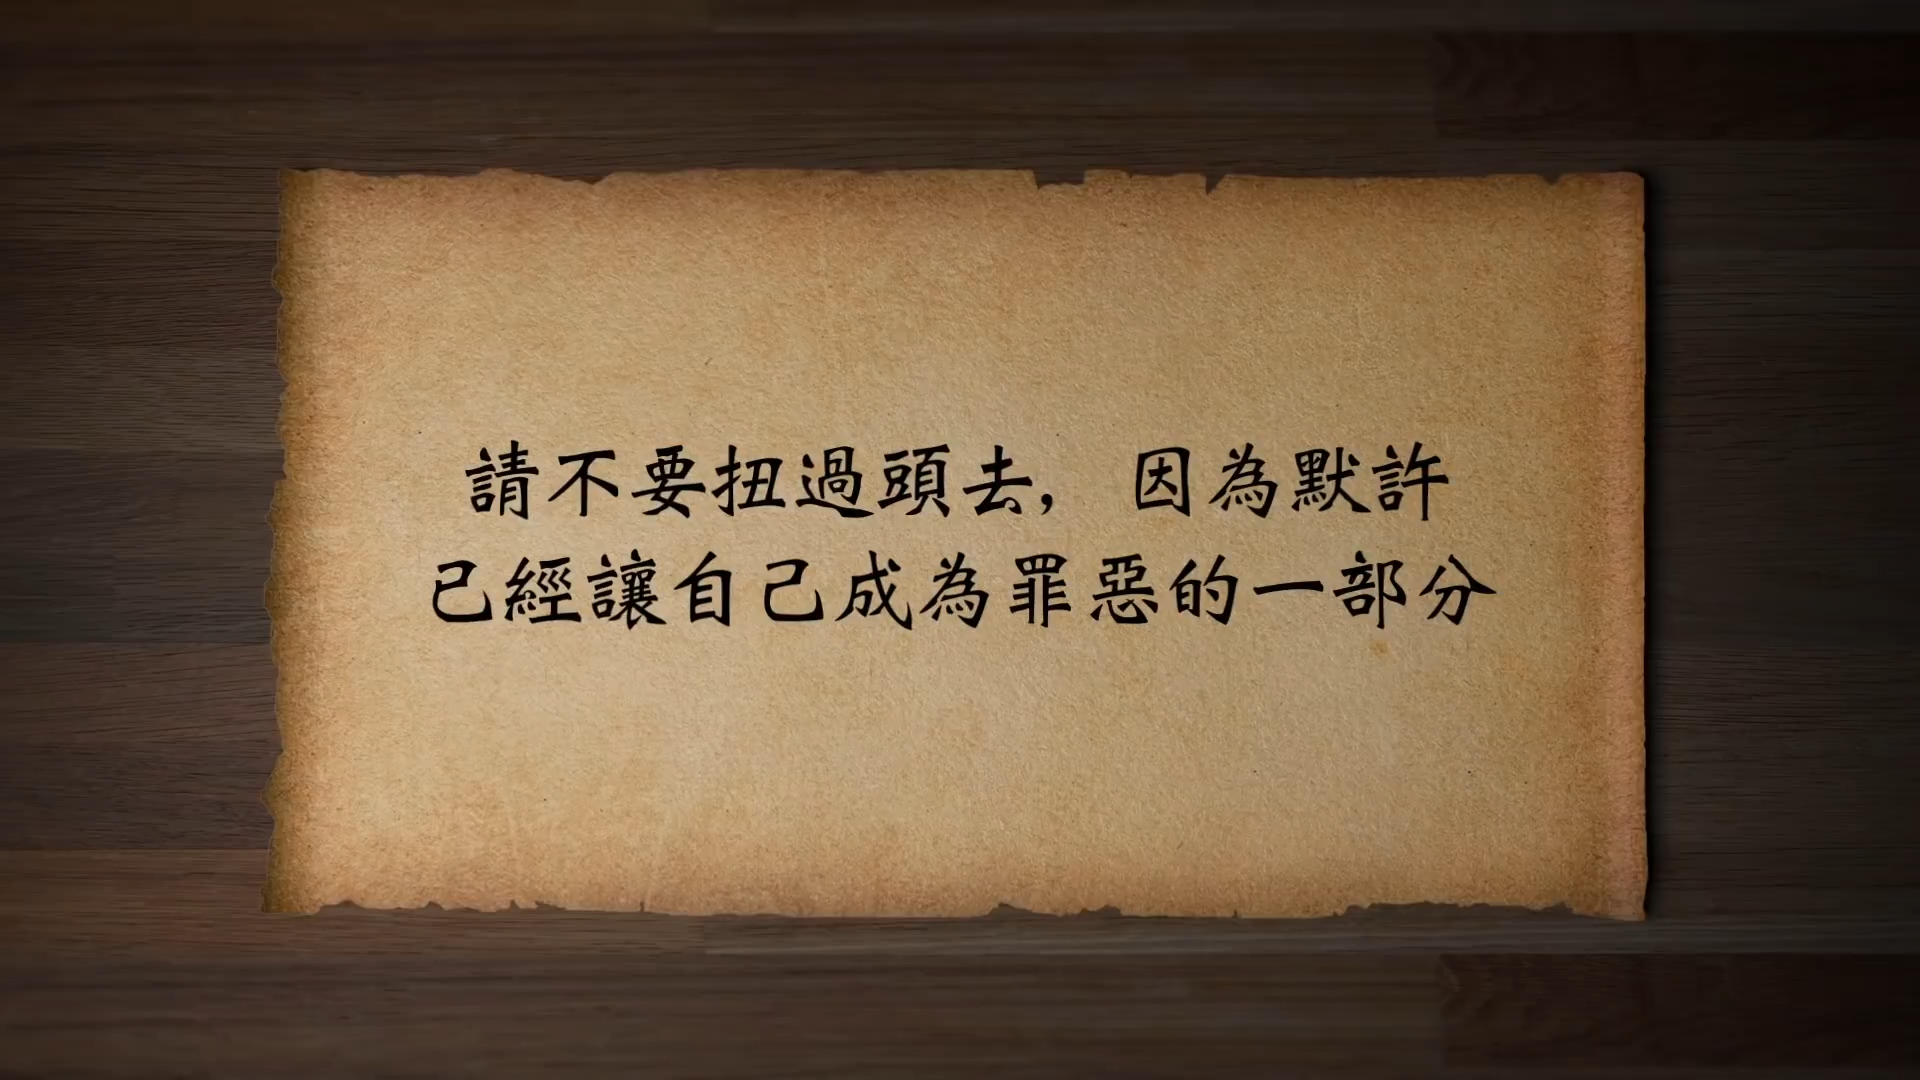 請不要扭過頭去，因為默許
已經讓自己成為罪惡的一部分